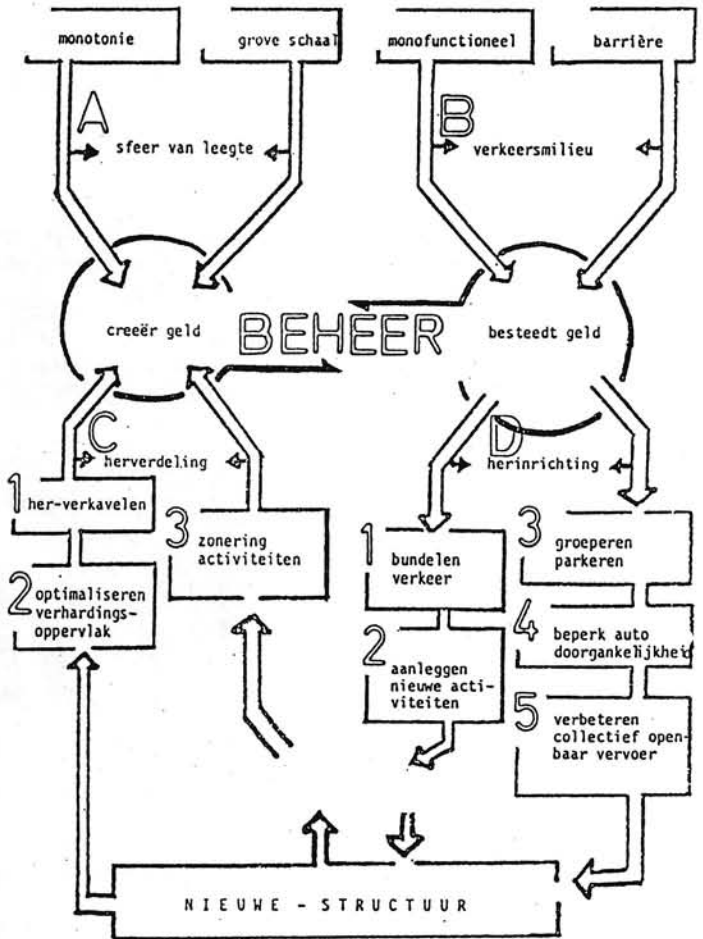 monotonie
grove schaal
monofunctioneel
barrière
A
sfeer van leegte
B
verkeersmilieu
creeër geld
BEHEER
besteedt geld
C
herverdeling
D
herinrichting
1
her-verkavelen
2
optimaliseren
verhardings-
oppervlak
3
zonering
activiteiten
1
bundelen
verkeer
2
aanleggen
nieuwe acti-
viteiten
3
groeperen
parkeren
4
beperk auto
doorgankelijkheid
5
verbeteren
collectief open-
baar vervoer
NIEUWE - STRUCTUUR